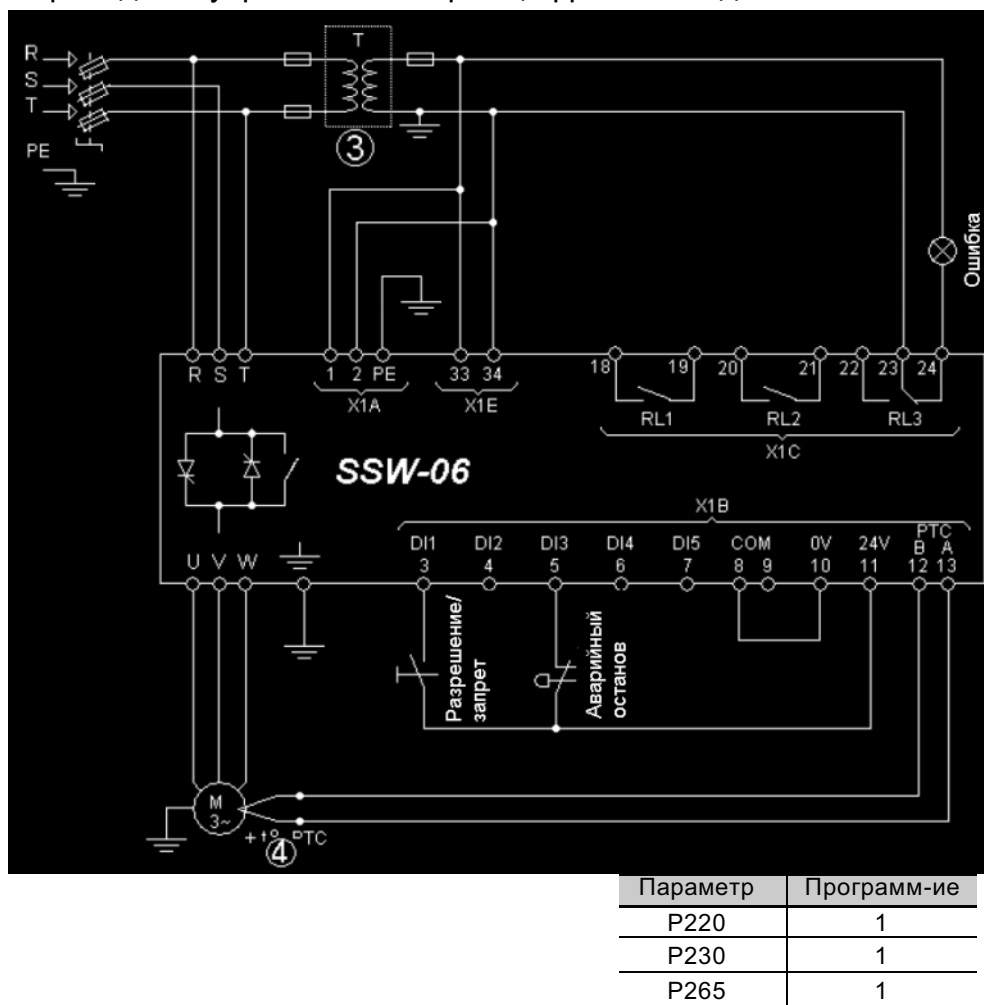 T
R
S
T
PE
③
Ошибка
R S T
1 2 PE
33 34
18 19 20 21 22 23 24
X1A
X1E
RL1
RL2
RL3
X1C
SSW-06
X1B
DI1 DI2 DI3 DI4 DI5 COM 0V 24V PTC
B A
3 4 5 6 7 8 9 10 11 12 13
U V W
Разрешение/
запрет
Аварийный
останов
M
3~
+ t° PTC
④
Параметр Программ-ие
P220 1
P230 1
P265 1